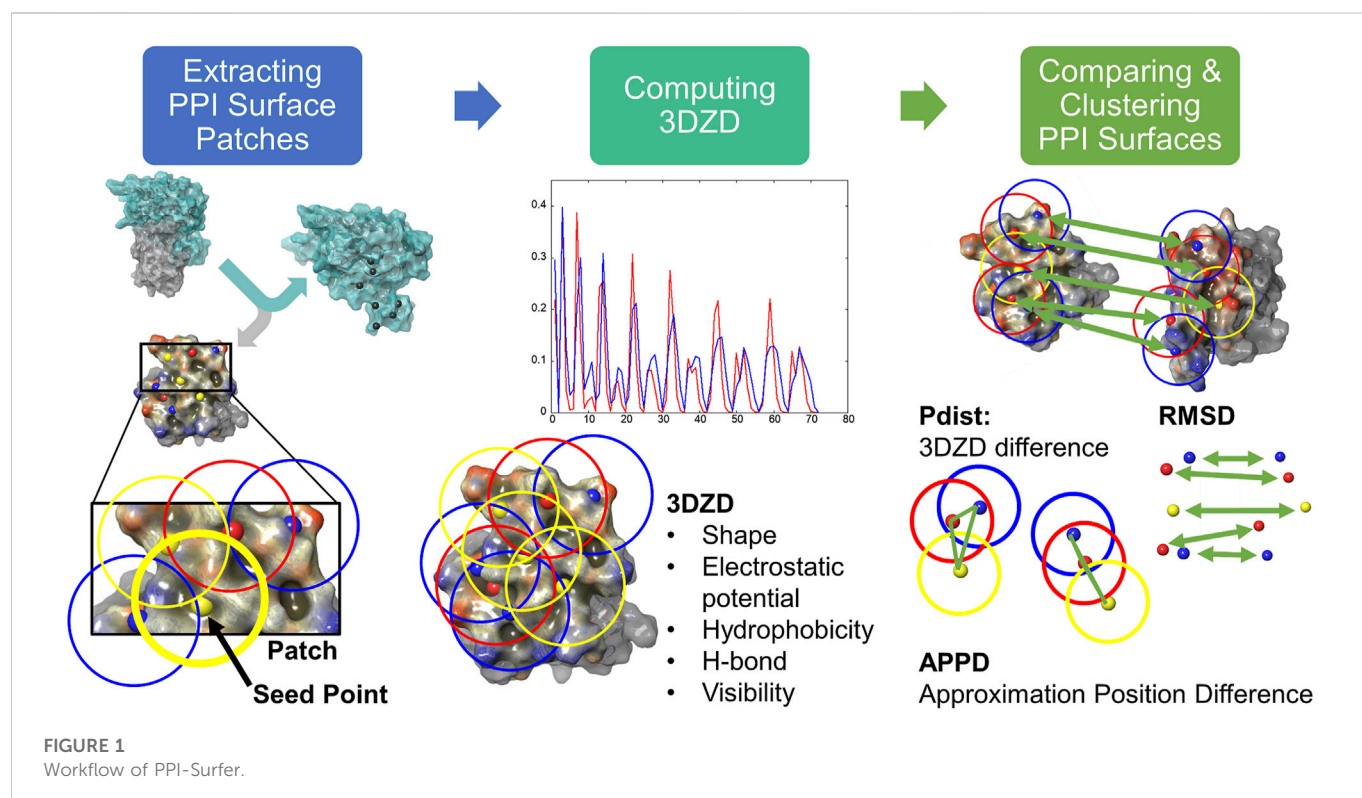 Extracting
PPI Surface
Patches
Computing
3DZD
Comparing &
Clustering
PPI Surfaces
0.4
0.3
0.2
0.1
0
0
10
20
30
40
50
60
70
80
Patch
Seed Point
3DZD
• Shape
• Electrostatic
potential
• Hydrophobicity
• H-bond
• Visibility
Pdist:
3DZD difference
RMSD
APPD
Approximation Position Difference
FIGURE 1
Workflow of PPI-Surfer.